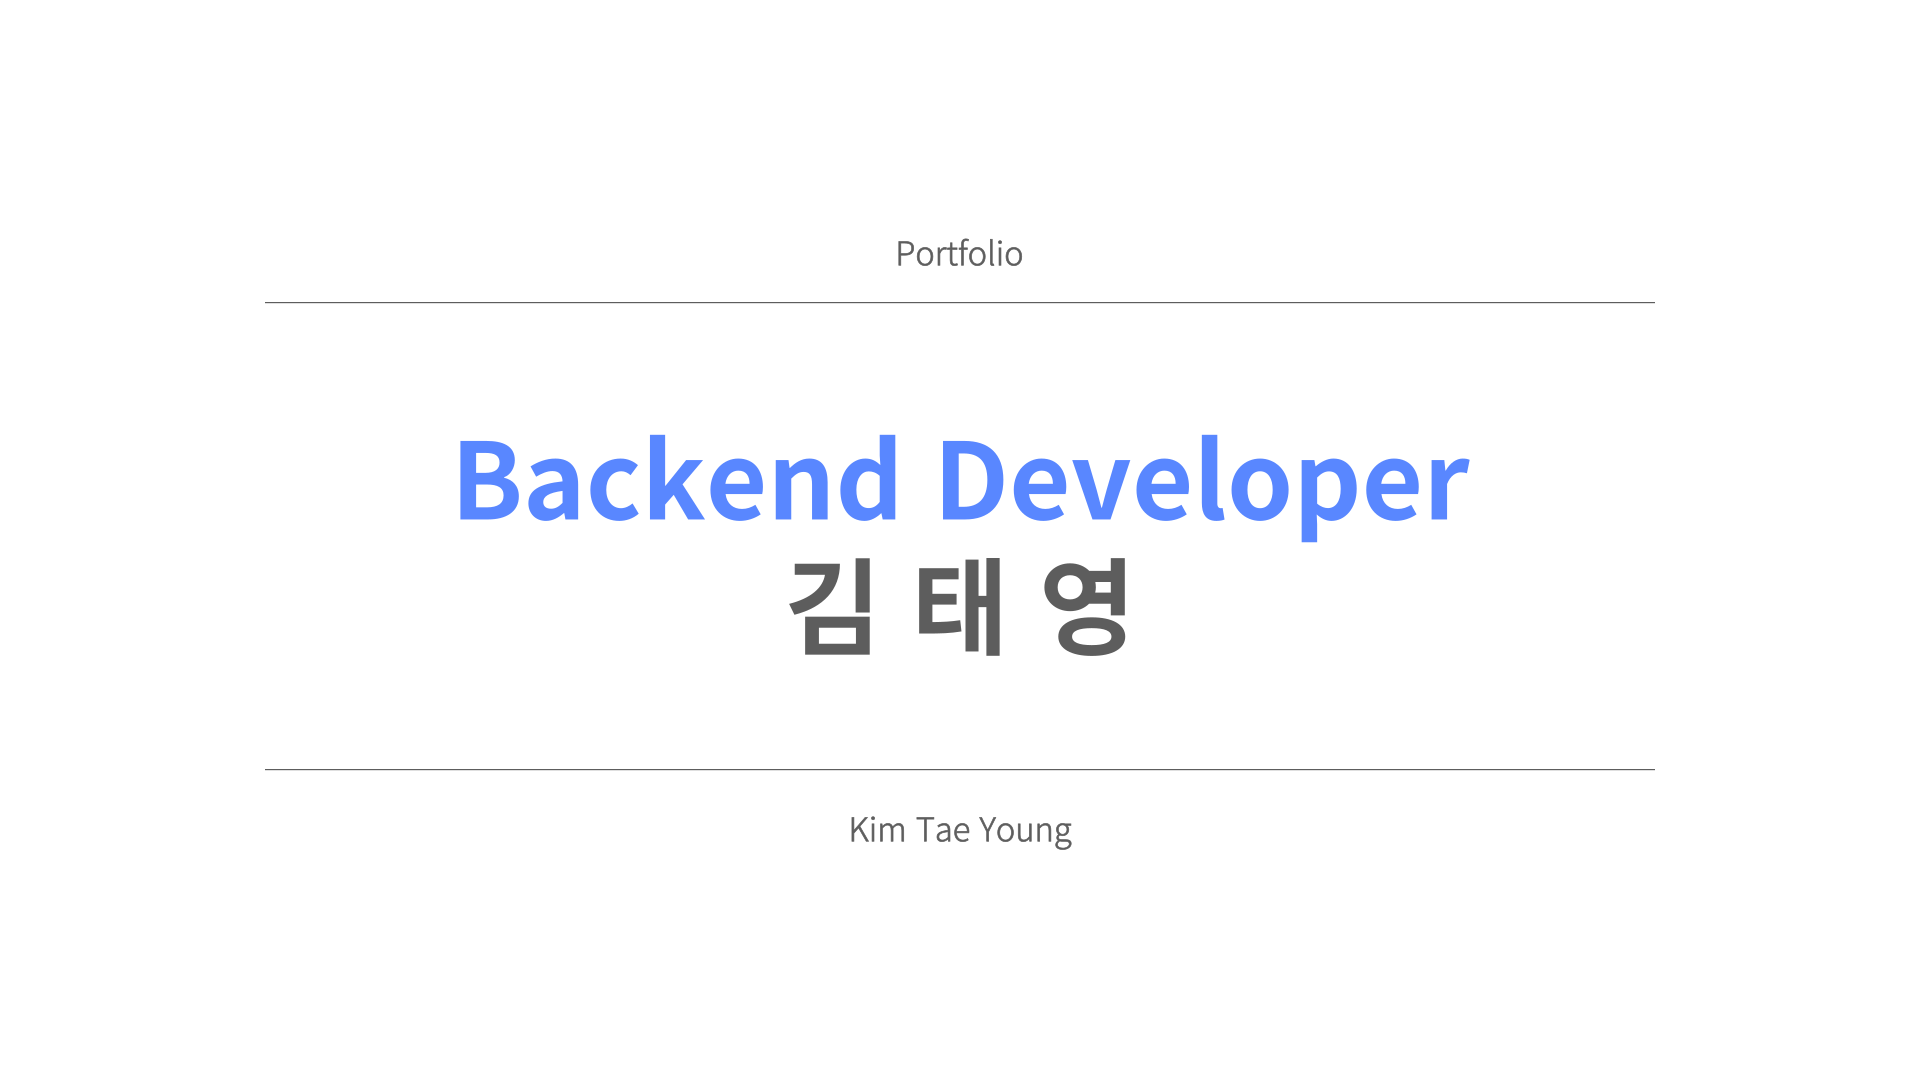 Portfolio
Backend Developer
김 태 영
Kim Tae Young